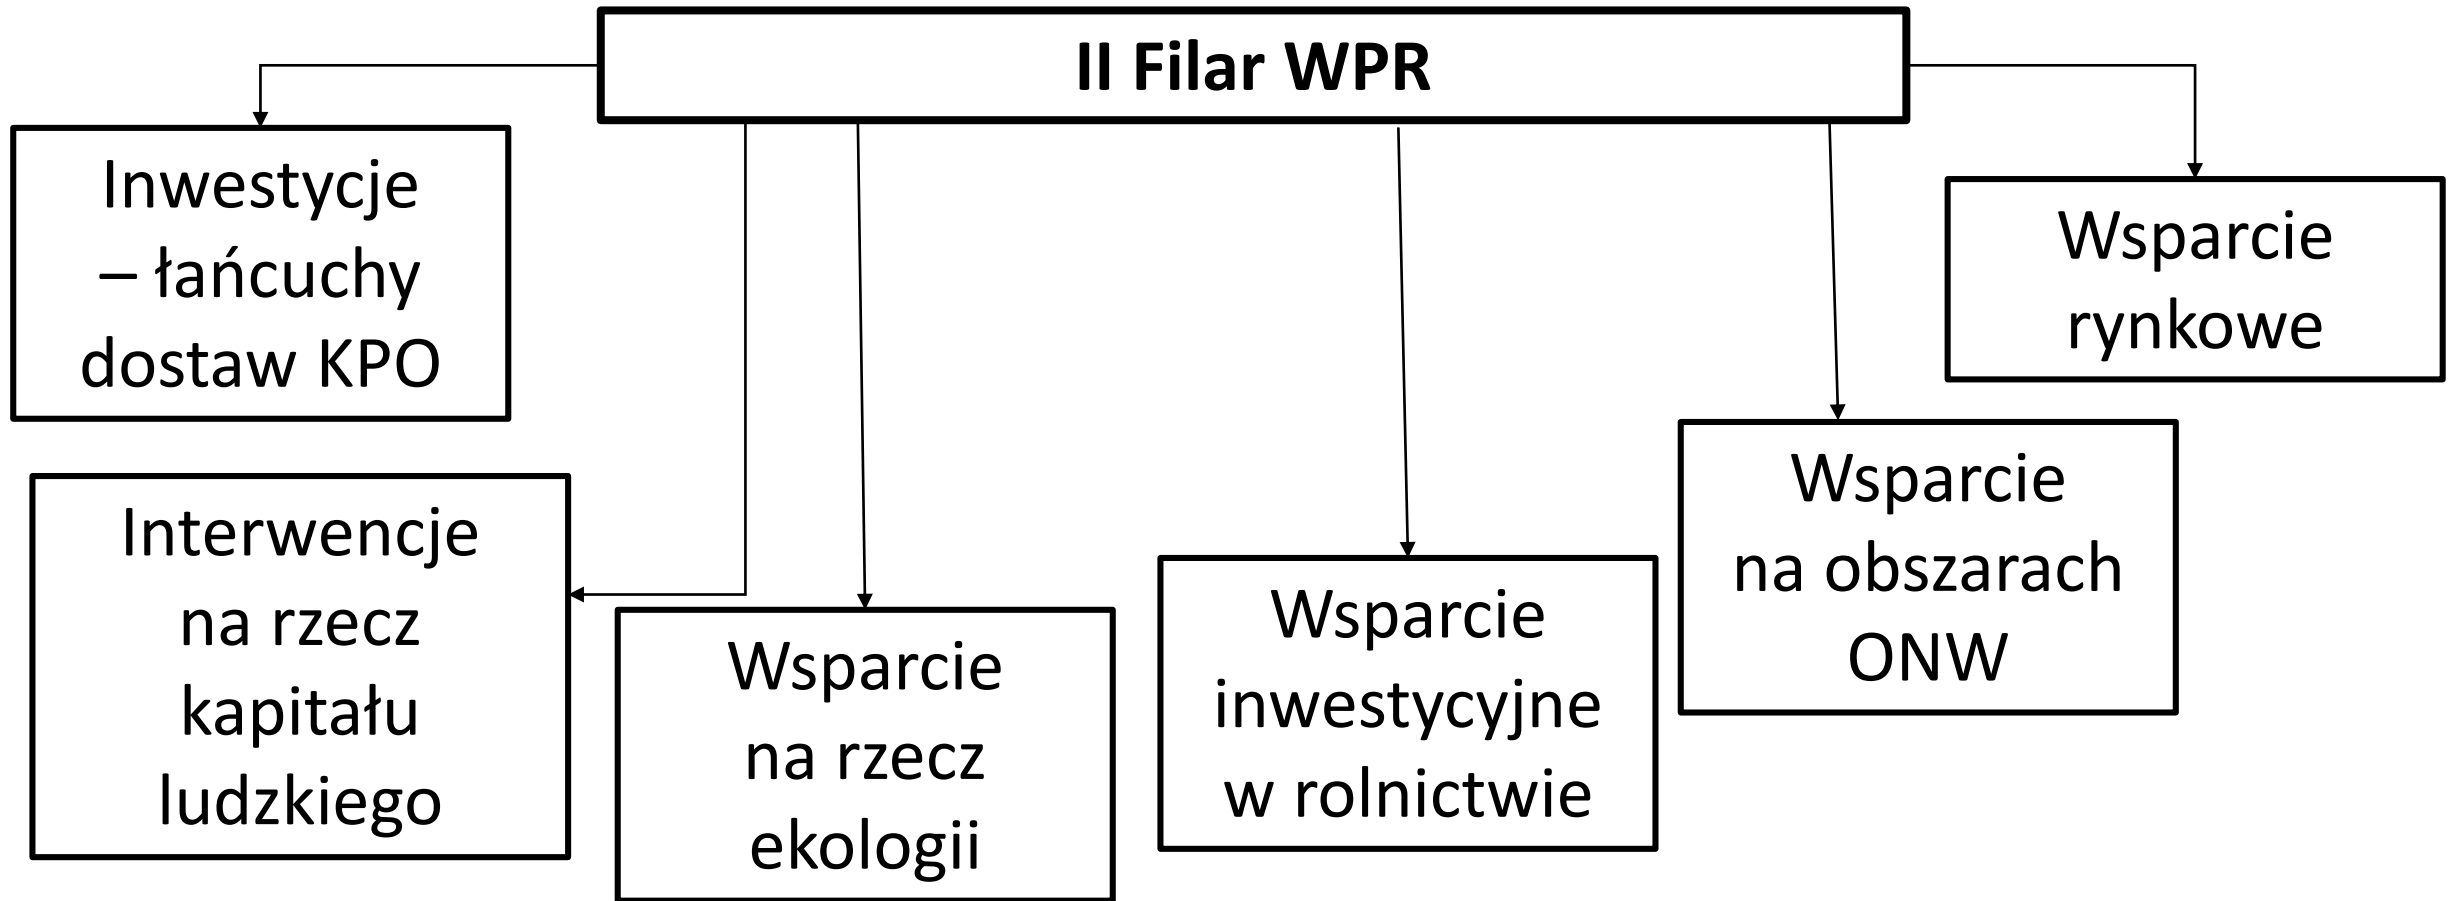 II Filar WPR
Inwestycje
– łańcuchy
dostaw KPO
Interwencje
na rzecz
kapitału
ludzkiego
Wsparcie
na rzecz
ekologii
Wsparcie
inwestycyjne
w rolnictwie
Wsparcie
na obszarach
ONW
Wsparcie
rynkowe